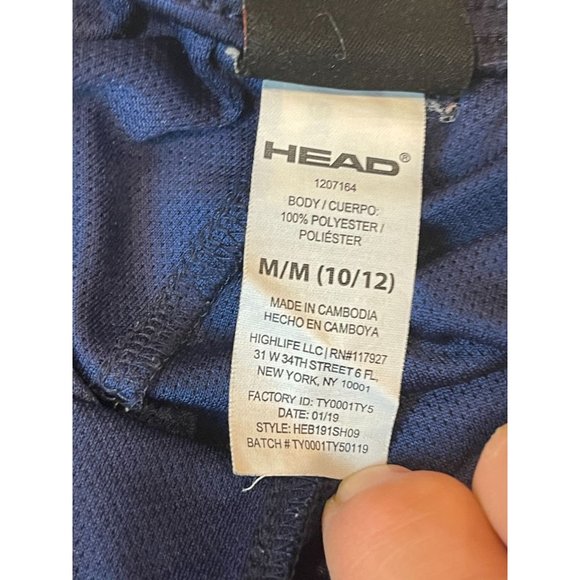 HEAD®
1207164
BODY / CUERPO:
100% POLYESTER /
POLIÉSTER
M/M (10/12)
MADE IN CAMBODIA
HECHO EN CAMBOYA
HIGHLIFE LLC | RN#117927
31 W 34TH STREET 6 FL,
NEW YORK, NY 10001
FACTORY ID: TY0001TY5
DATE: 01/19
STYLE: HEB191SH09
BATCH # TY0001TY50119